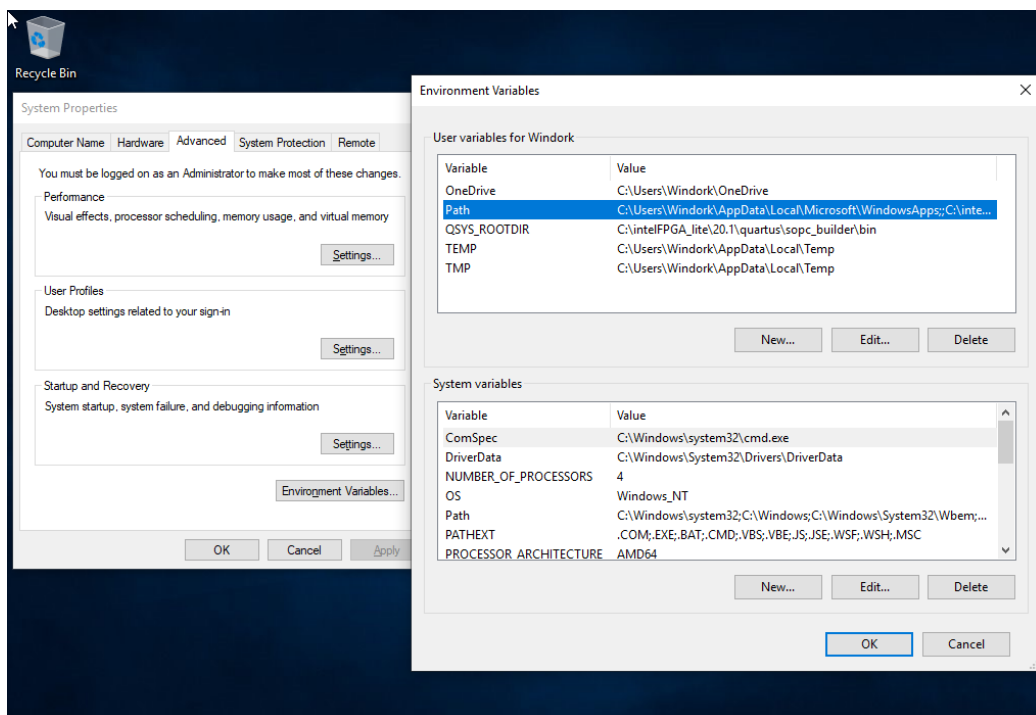 Recycle Bin
System Properties
Computer Name Hardware Advanced System Protection Remote
You must be logged on as an Administrator to make most of these changes.
Performance
Visual effects, processor scheduling, memory usage, and virtual memory
Settings...
User Profiles
Desktop settings related to your sign-in
Settings...
Startup and Recovery
System startup, system failure, and debugging information
Settings...
Environment Variables...
OK Cancel Apply
Environment Variables
User variables for Windork
Variable Value
OneDrive C:\Users\Windork\OneDrive
Path C:\Users\Windork\AppData\Local\Microsoft\WindowsApps;;C:\inte...
QSYS_ROOTDIR C:\intelFPGA_lite\20.1\quartus\sopc_builder\bin
TEMP C:\Users\Windork\AppData\Local\Temp
TMP C:\Users\Windork\AppData\Local\Temp
New... Edit... Delete
System variables
Variable Value
ComSpec C:\Windows\system32\cmd.exe
DriverData C:\Windows\System32\Drivers\DriverData
NUMBER_OF_PROCESSORS 4
OS Windows_NT
Path C:\Windows\system32;C:\Windows;C:\Windows\System32\Wbem;...
PATHEXT .COM;.EXE;.BAT;.CMD;.VBS;.VBE;.JS;.JSE;.WSF;.WSH;.MSC
PROCESSOR_ARCHITECTURE AMD64
New... Edit... Delete
OK Cancel